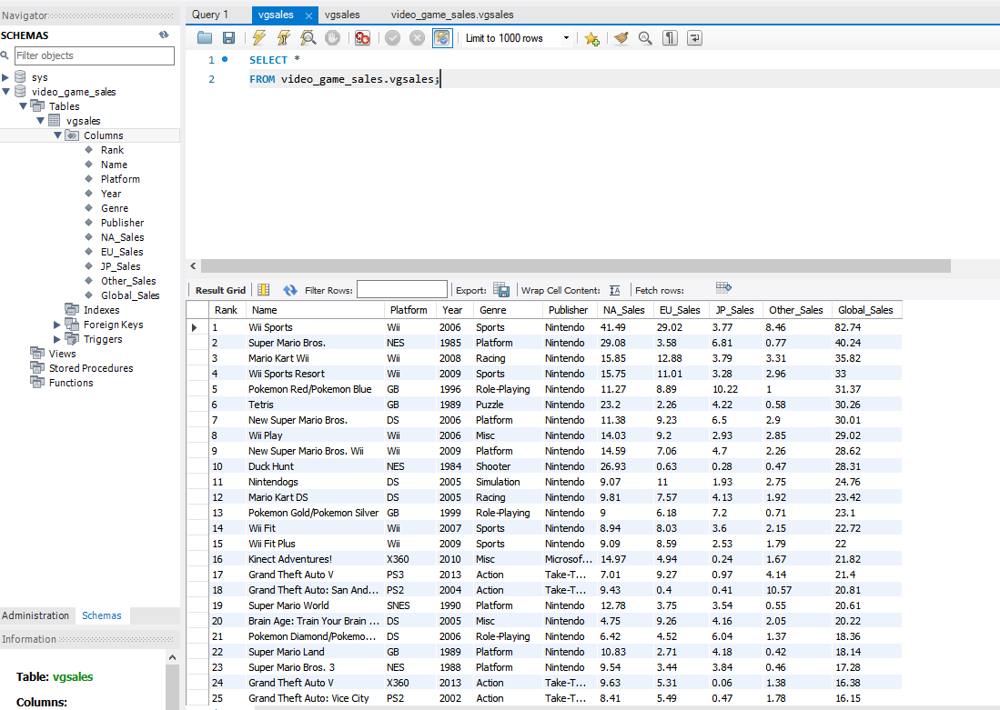 Navigator
SCHEMAS
Filter objects
sys
video_game_sales
Tables
vgsales
Columns
Rank
Name
Platform
Year
Genre
Publisher
NA_Sales
EU_Sales
JP_Sales
Other_Sales
Global_Sales
Indexes
Foreign Keys
Triggers
Views
Stored Procedures
Functions
Administration Schemas
Information
Table: vgsales
Columns:
Query 1 vgsales vgsales video_game_sales.vgsales
Limit to 1000 rows
1 SELECT *
2 FROM video_game_sales.vgsales;
Result Grid Filter Rows: Export: Wrap Cell Content: Fetch rows:
Rank Name Platform Year Genre Publisher NA_Sales EU_Sales JP_Sales Other_Sales Global_Sales
1 Wii Sports Wii 2006 Sports Nintendo 41.49 29.02 3.77 8.46 82.74
2 Super Mario Bros. NES 1985 Platform Nintendo 29.08 3.58 6.81 0.77 40.24
3 Mario Kart Wii Wii 2008 Racing Nintendo 15.85 12.88 3.79 3.31 35.82
4 Wii Sports Resort Wii 2009 Sports Nintendo 15.75 11.01 3.28 2.96 33
5 Pokemon Red/Pokemon Blue GB 1996 Role-Playing Nintendo 11.27 8.89 10.22 1 31.37
6 Tetris GB 1989 Puzzle Nintendo 23.2 2.26 4.22 0.58 30.26
7 New Super Mario Bros. DS 2006 Platform Nintendo 11.38 9.23 6.5 2.9 30.01
8 Wii Play Wii 2006 Misc Nintendo 14.03 9.2 2.93 2.85 29.02
9 New Super Mario Bros. Wii Wii 2009 Platform Nintendo 14.59 7.06 4.7 2.26 28.62
10 Duck Hunt NES 1984 Shooter Nintendo 26.93 0.63 0.28 0.47 28.31
11 Nintendogs DS 2005 Simulation Nintendo 9.07 11 1.93 2.75 24.76
12 Mario Kart DS DS 2005 Racing Nintendo 9.81 7.57 4.13 1.92 23.42
13 Pokemon Gold/Pokemon Silver GB 1999 Role-Playing Nintendo 9 6.18 7.2 0.71 23.1
14 Wii Fit Wii 2007 Sports Nintendo 8.94 8.03 3.6 2.15 22.72
15 Wii Fit Plus Wii 2009 Sports Nintendo 9.09 8.59 2.53 1.79 22
16 Kinect Adventures! X360 2010 Misc Microsof... 14.97 4.94 0.24 1.67 21.82
17 Grand Theft Auto V PS3 2013 Action Take-T... 7.01 9.27 0.97 4.14 21.4
18 Grand Theft Auto: San And... PS2 2004 Action Take-T... 9.43 0.4 0.41 10.57 20.81
19 Super Mario World SNES 1990 Platform Nintendo 12.78 3.75 3.54 0.55 20.61
20 Brain Age: Train Your Brain ... DS 2005 Misc Nintendo 4.75 9.26 4.16 2.05 20.22
21 Pokemon Diamond/Pokemo... DS 2006 Role-Playing Nintendo 6.42 4.52 6.04 1.37 18.36
22 Super Mario Land GB 1989 Platform Nintendo 10.83 2.71 4.18 0.42 18.14
23 Super Mario Bros. 3 NES 1988 Platform Nintendo 9.54 3.44 3.84 0.46 17.28
24 Grand Theft Auto V X360 2013 Action Take-T... 9.63 5.31 0.06 1.38 16.38
25 Grand Theft Auto: Vice City PS2 2002 Action Take-T... 8.41 5.49 0.47 1.78 16.15